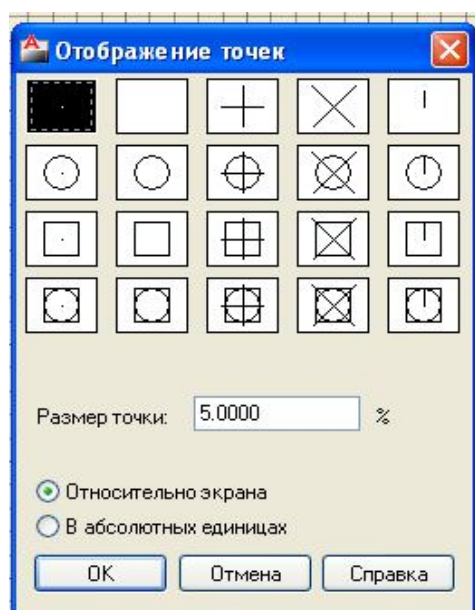 Отображение точек
Размер точки: 5.0000 %
Относительно экрана
В абсолютных единицах
OK Отмена Справка